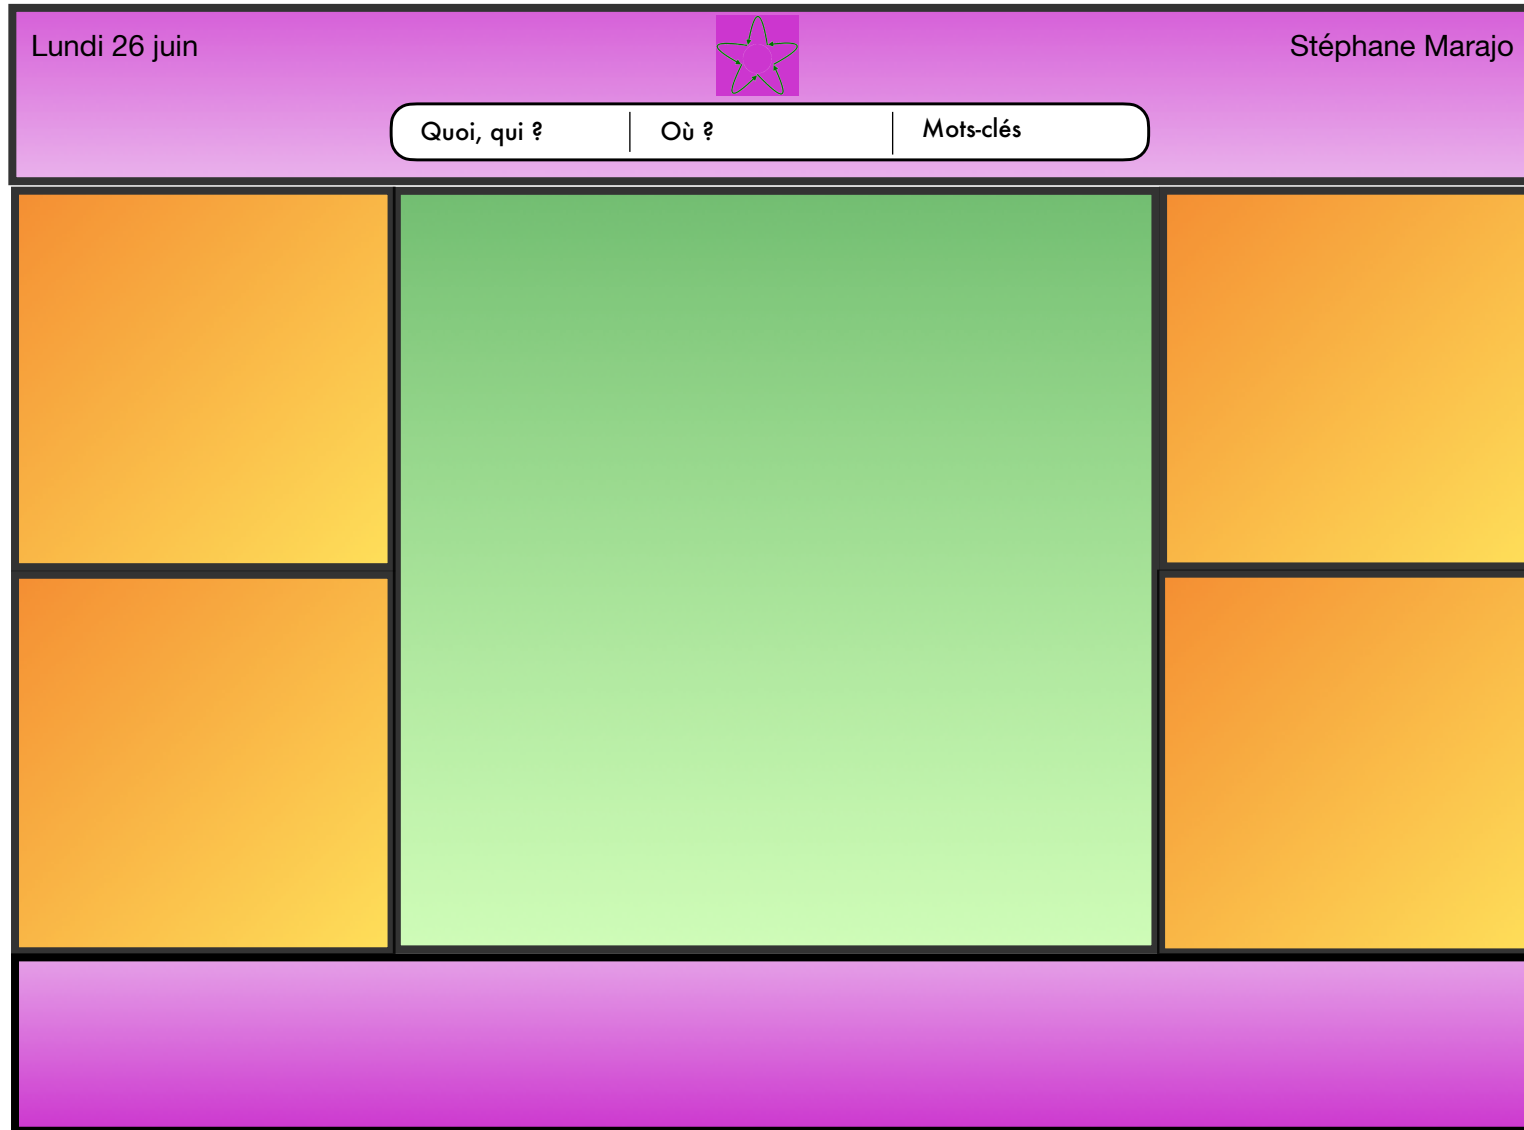 Lundi 26 juin
Stéphane Marajo
Quoi, qui ?
Où ?
Mots-clés